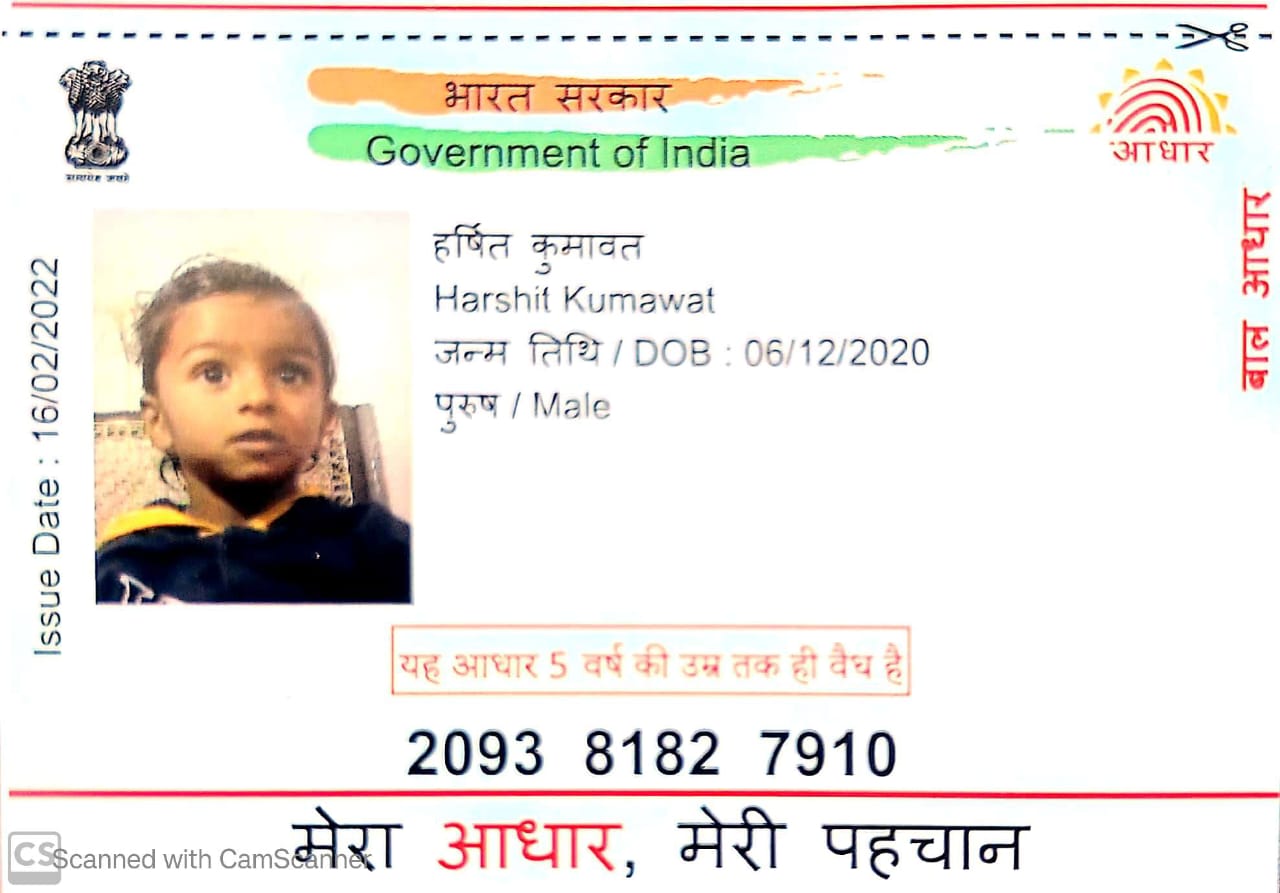 भारत सरकार
Government of India
आधार
सत्यमेव जयते
हर्षित कुमावत
Harshit Kumawat
जन्म तिथि / DOB : 06/12/2020
पुरुष / Male
Issue Date : 16/02/2022
बाल आधार
यह आधार 5 वर्ष की उम्र तक ही वैध है
2093 8182 7910
मेरा आधार, मेरी पहचान
CS Scanned with CamScanner